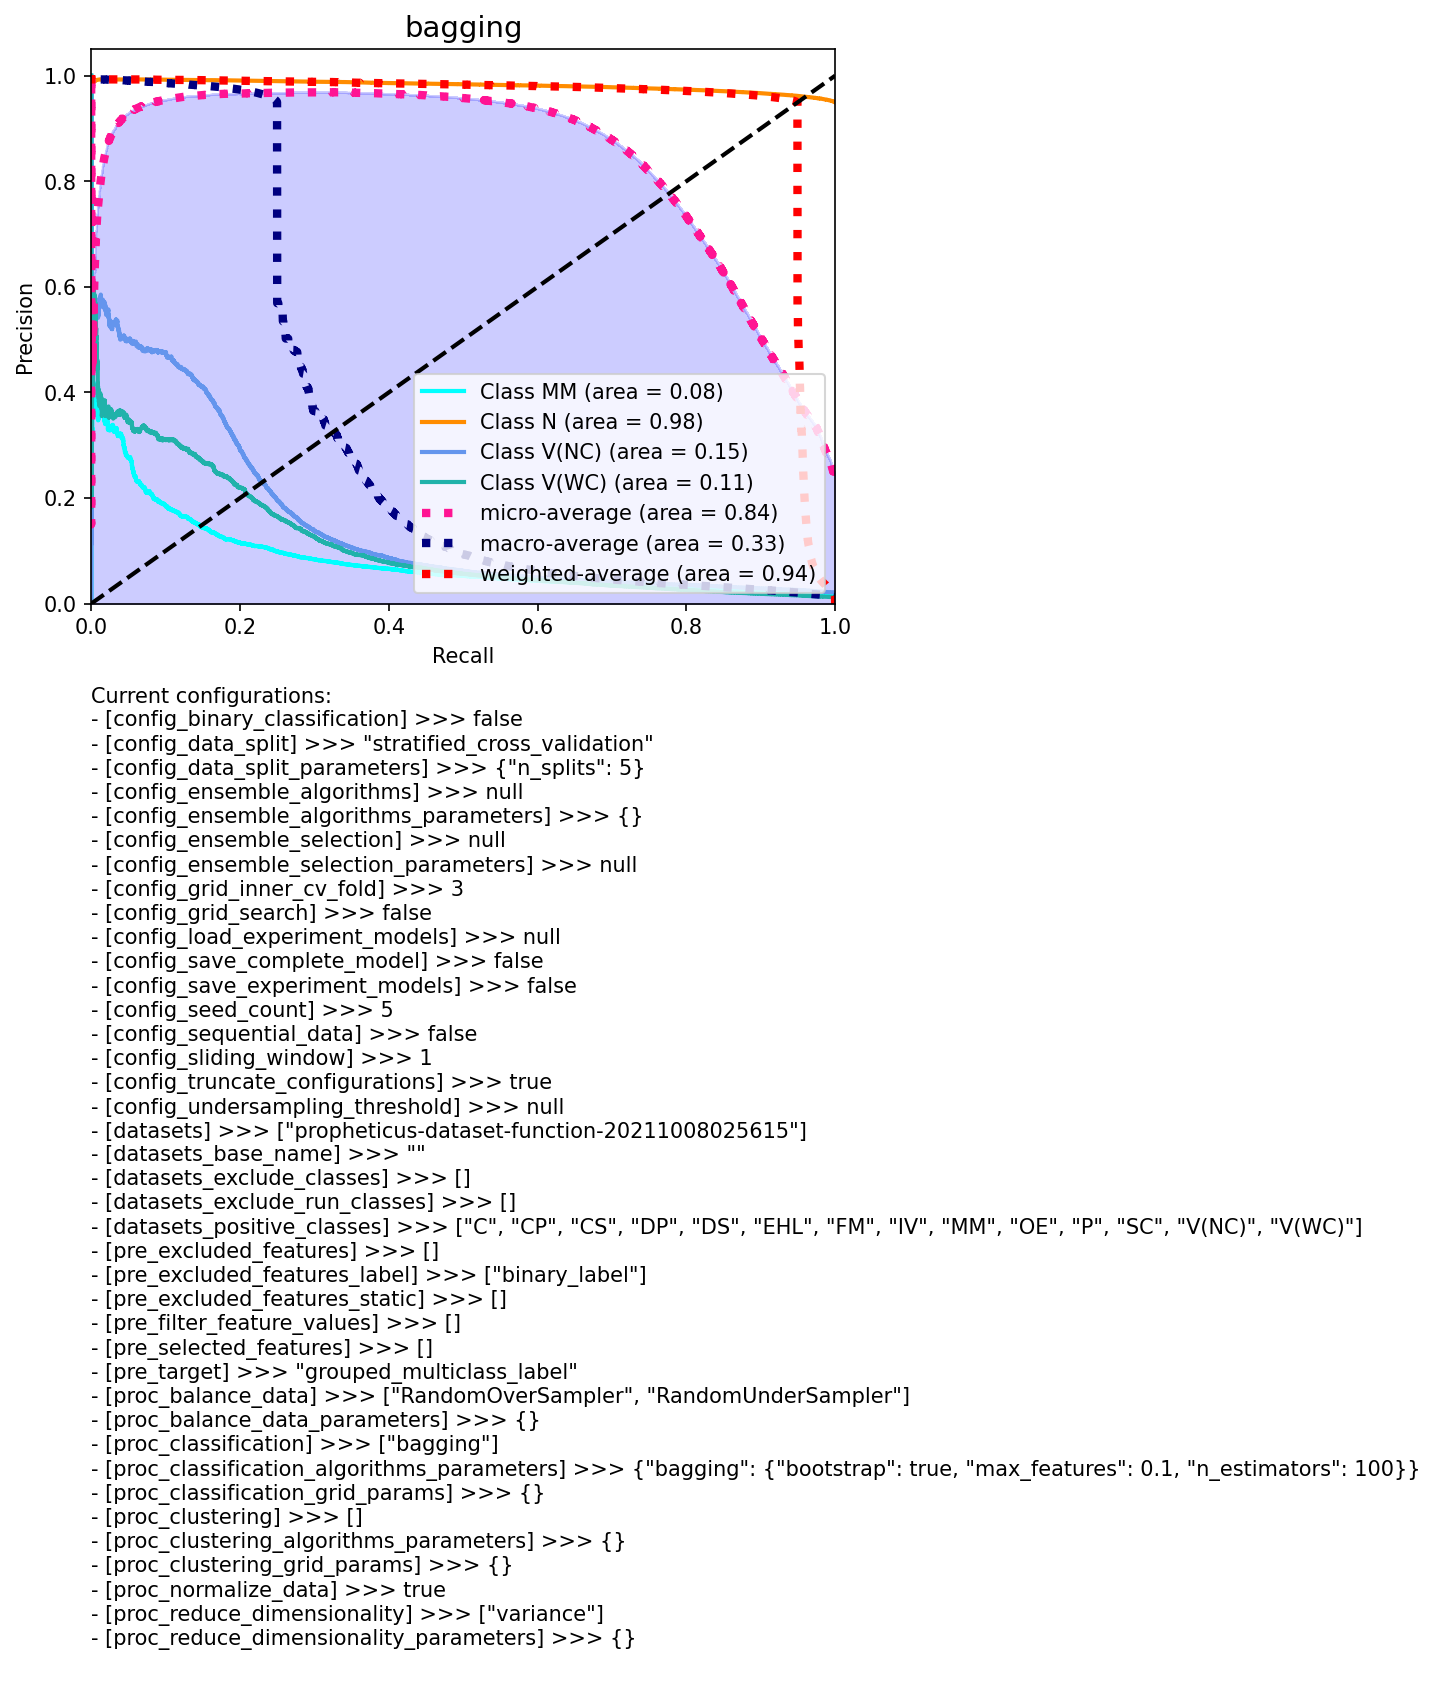 bagging
1.0
0.8
0.6
0.4
0.2
0.0
Precision
Class MM (area = 0.08)
Class N (area = 0.98)
Class V(NC) (area = 0.15)
Class V(WC) (area = 0.11)
micro-average (area = 0.84)
macro-average (area = 0.33)
weighted-average (area = 0.94)
0.0 0.2 0.4 0.6 0.8 1.0
Recall
Current configurations:
- [config_binary_classification] >>> false
- [config_data_split] >>> "stratified_cross_validation"
- [config_data_split_parameters] >>> {"n_splits": 5}
- [config_ensemble_algorithms] >>> null
- [config_ensemble_algorithms_parameters] >>> {}
- [config_ensemble_selection] >>> null
- [config_ensemble_selection_parameters] >>> null
- [config_grid_inner_cv_fold] >>> 3
- [config_grid_search] >>> false
- [config_load_experiment_models] >>> null
- [config_save_complete_model] >>> false
- [config_save_experiment_models] >>> false
- [config_seed_count] >>> 5
- [config_sequential_data] >>> false
- [config_sliding_window] >>> 1
- [config_truncate_configurations] >>> true
- [config_undersampling_threshold] >>> null
- [datasets] >>> ["propheticus-dataset-function-20211008025615"]
- [datasets_base_name] >>> ""
- [datasets_exclude_classes] >>> []
- [datasets_exclude_run_classes] >>> []
- [datasets_positive_classes] >>> ["C", "CP", "CS", "DP", "DS", "EHL", "FM", "IV", "MM", "OE", "P", "SC", "V(NC)", "V(WC)"]
- [pre_excluded_features] >>> []
- [pre_excluded_features_label] >>> ["binary_label"]
- [pre_excluded_features_static] >>> []
- [pre_filter_feature_values] >>> []
- [pre_selected_features] >>> []
- [pre_target] >>> "grouped_multiclass_label"
- [proc_balance_data] >>> ["RandomOverSampler", "RandomUnderSampler"]
- [proc_balance_data_parameters] >>> {}
- [proc_classification] >>> ["bagging"]
- [proc_classification_algorithms_parameters] >>> {"bagging": {"bootstrap": true, "max_features": 0.1, "n_estimators": 100}}
- [proc_classification_grid_params] >>> {}
- [proc_clustering] >>> []
- [proc_clustering_algorithms_parameters] >>> {}
- [proc_clustering_grid_params] >>> {}
- [proc_normalize_data] >>> true
- [proc_reduce_dimensionality] >>> ["variance"]
- [proc_reduce_dimensionality_parameters] >>> {}